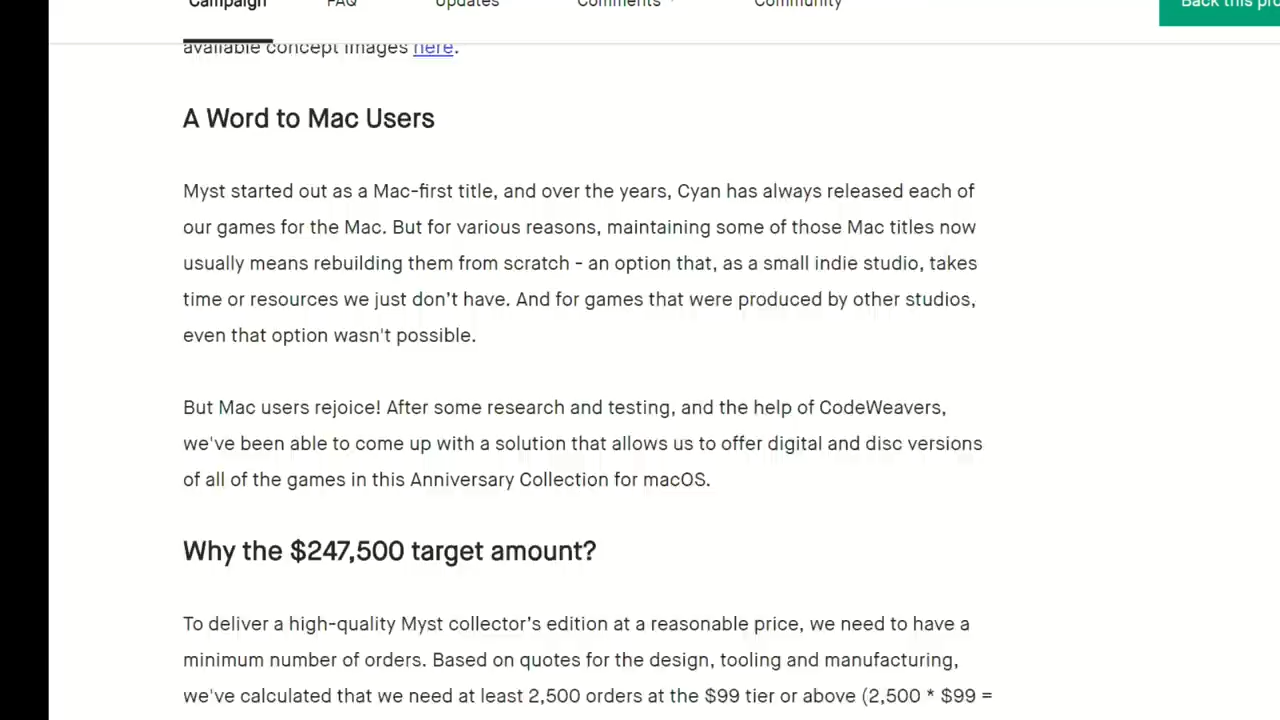 Campaign FAQ Updates Comments Community Back this pro
available concept images here.
A Word to Mac Users
Myst started out as a Mac-first title, and over the years, Cyan has always released each of
our games for the Mac. But for various reasons, maintaining some of those Mac titles now
usually means rebuilding them from scratch - an option that, as a small indie studio, takes
time or resources we just don’t have. And for games that were produced by other studios,
even that option wasn't possible.
But Mac users rejoice! After some research and testing, and the help of CodeWeavers,
we've been able to come up with a solution that allows us to offer digital and disc versions
of all of the games in this Anniversary Collection for macOS.
Why the $247,500 target amount?
To deliver a high-quality Myst collector’s edition at a reasonable price, we need to have a
minimum number of orders. Based on quotes for the design, tooling and manufacturing,
we've calculated that we need at least 2,500 orders at the $99 tier or above (2,500 * $99 =